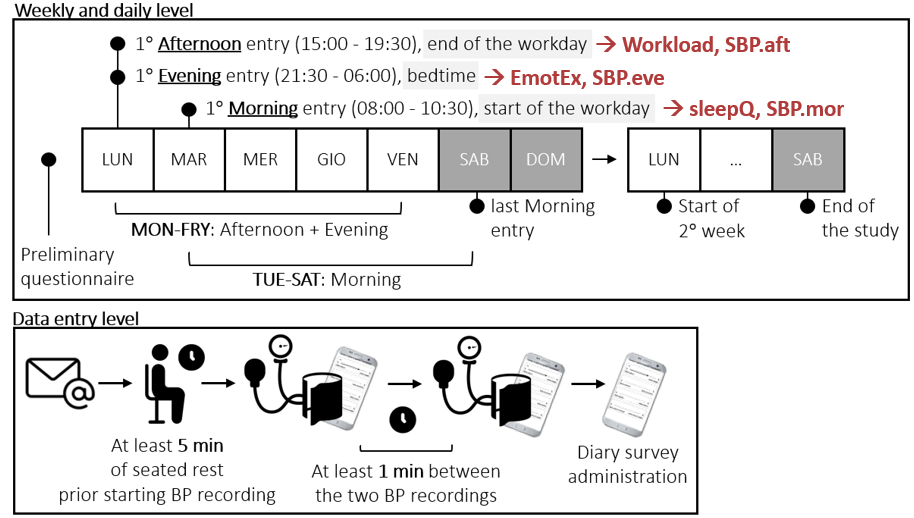 Weekly and daily level
1° Afternoon entry (15:00 - 19:30), end of the workday → Workload, SBP.aft
1° Evening entry (21:30 - 06:00), bedtime → EmotEx, SBP.eve
1° Morning entry (08:00 - 10:30), start of the workday → sleepQ, SBP.mor
LUN MAR MER GIO VEN SAB DOM → LUN ... SAB
last Morning
entry
Start of
2° week
End of
the study
MON-FRY: Afternoon + Evening
Preliminary
questionnaire
TUE-SAT: Morning
Data entry level
@
At least 5 min
of seated rest
prior starting BP recording
At least 1 min between
the two BP recordings
Diary survey
administration